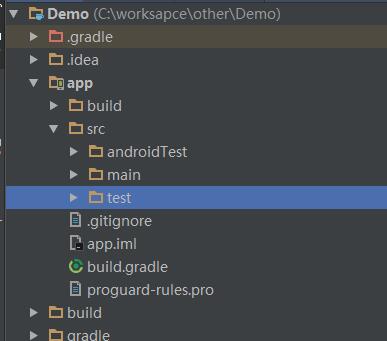 Demo (C:\worksapce\other\Demo)
.gradle
.idea
app
build
src
androidTest
main
test
.gitignore
app.iml
build.gradle
proguard-rules.pro
build
gradle